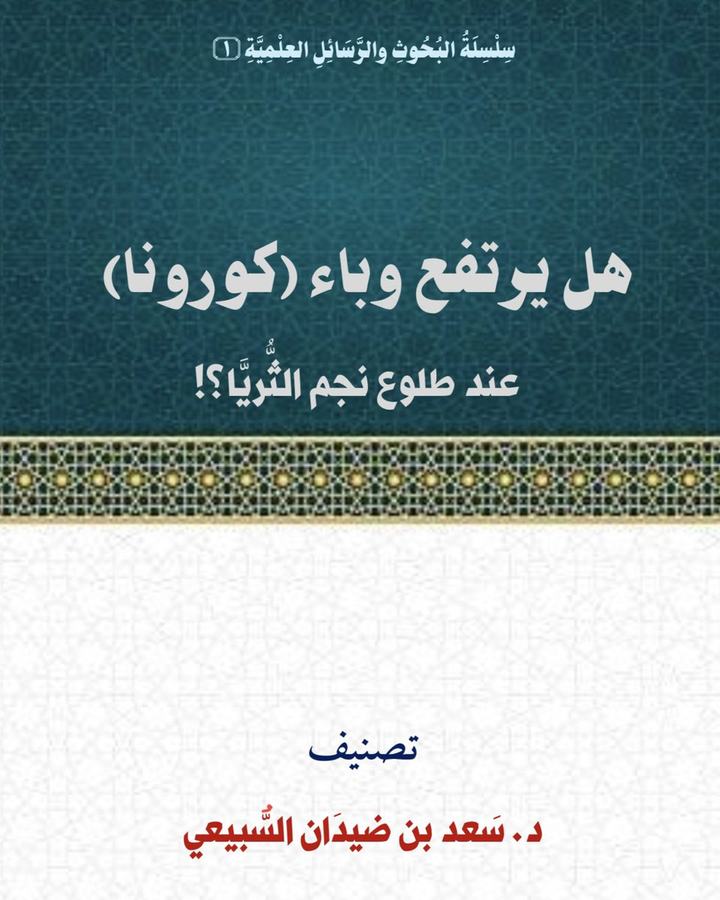 سِلْسِلَةُ البُحُوثِ والرَّسَائِلِ العِلْمِيَّةِ (١)
هل يرتفع وباء (كورونا)
عند طلوع نجم الثُّريَّا؟!
تصنيف
د. سَعد بن ضيدَان السُّبيعي